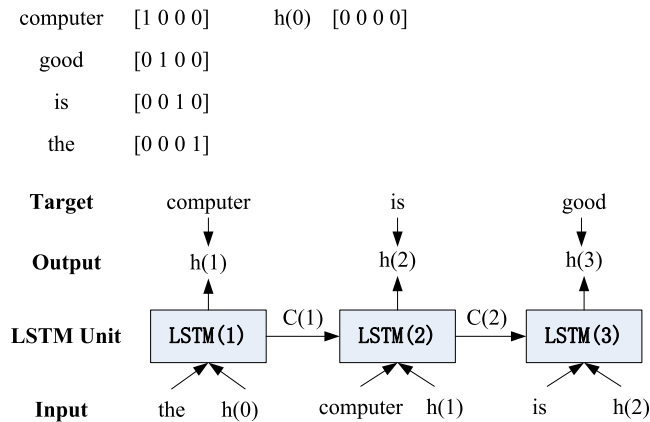 computer [1 0 0 0] h(0) [0 0 0 0]
good [0 1 0 0]
is [0 0 1 0]
the [0 0 0 1]
Target computer is good
Output h(1) h(2) h(3)
C(1) C(2)
LSTM Unit LSTM(1) LSTM(2) LSTM(3)
Input the h(0) computer h(1) is h(2)